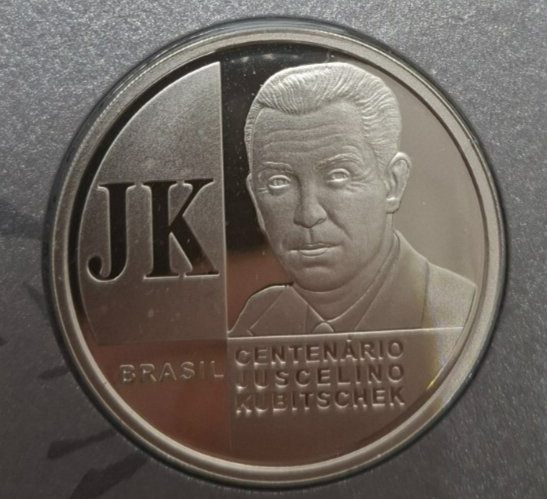 JK
BRASIL
CENTENÁRIO
JUSCELINO
KUBITSCHEK